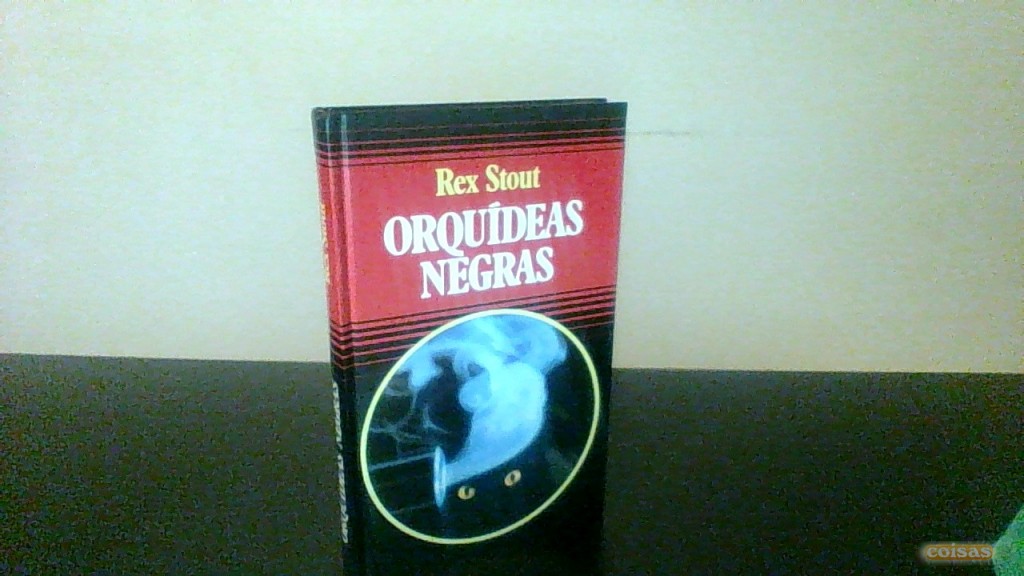 Rex Stout
ORQUÍDEAS
NEGRAS
coisas